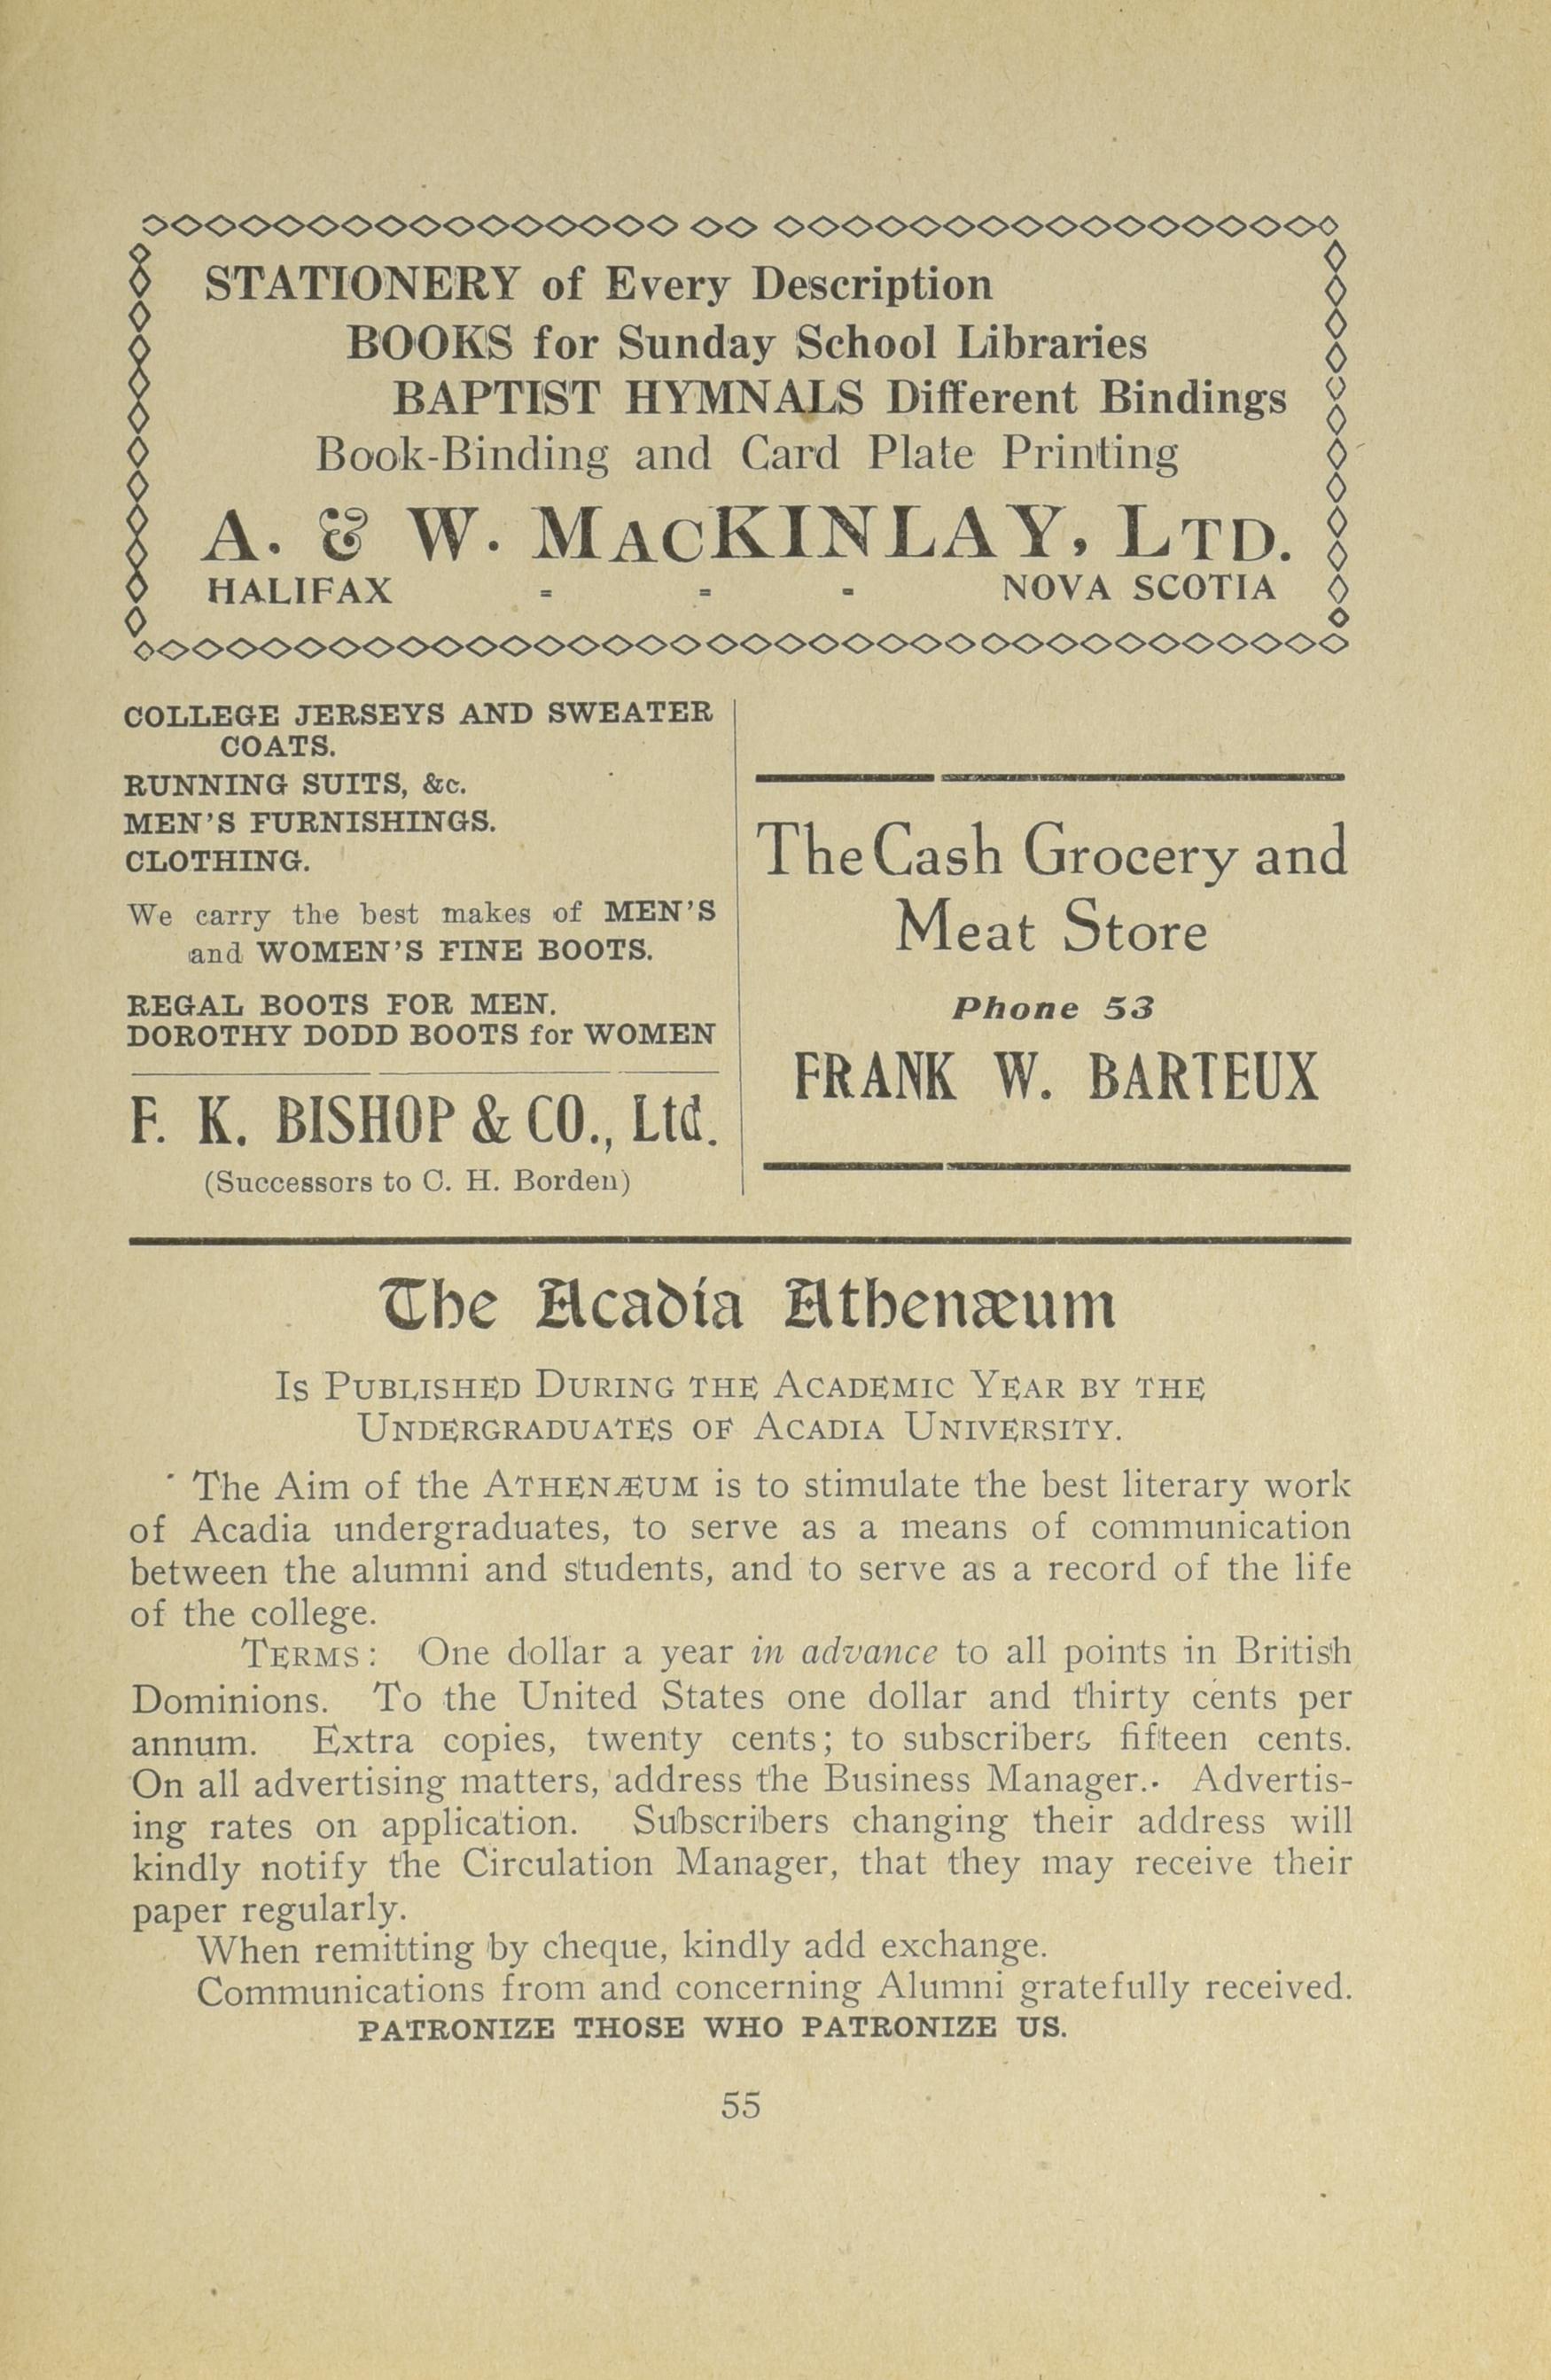 STATIONERY of Every Description
BOOKS for Sunday School Libraries
BAPTIST HYMNALS Different Bindings
Book-Binding and Card Plate Printing
A. & W. MacKINLAY, LTD.
HALIFAX - - - NOVA SCOTIA
COLLEGE JERSEYS AND SWEATER
COATS.
RUNNING SUITS, &c.
MEN'S FURNISHINGS.
CLOTHING.
We carry the best makes of MEN'S
and WOMEN'S FINE BOOTS.
REGAL BOOTS FOR MEN.
DOROTHY DODD BOOTS for WOMEN
F. K. BISHOP & CO., Ltd.
(Successors to C. H. Borden)
The Cash Grocery and
Meat Store
Phone 53
FRANK W. BARTEUX
The Acadia Athenæum
IS PUBLISHED DURING THE ACADEMIC YEAR BY THE
UNDERGRADUATES OF ACADIA UNIVERSITY.
The Aim of the ATHENÆUM is to stimulate the best literary work
of Acadia undergraduates, to serve as a means of communication
between the alumni and students, and to serve as a record of the life
of the college.
TERMS: One dollar a year in advance to all points in British
Dominions. To the United States one dollar and thirty cents per
annum. Extra copies, twenty cents; to subscribers fifteen cents.
On all advertising matters, address the Business Manager. Advertis-
ing rates on application. Subscribers changing their address will
kindly notify the Circulation Manager, that they may receive their
paper regularly.
When remitting by cheque, kindly add exchange.
Communications from and concerning Alumni gratefully received.
PATRONIZE THOSE WHO PATRONIZE US.
55